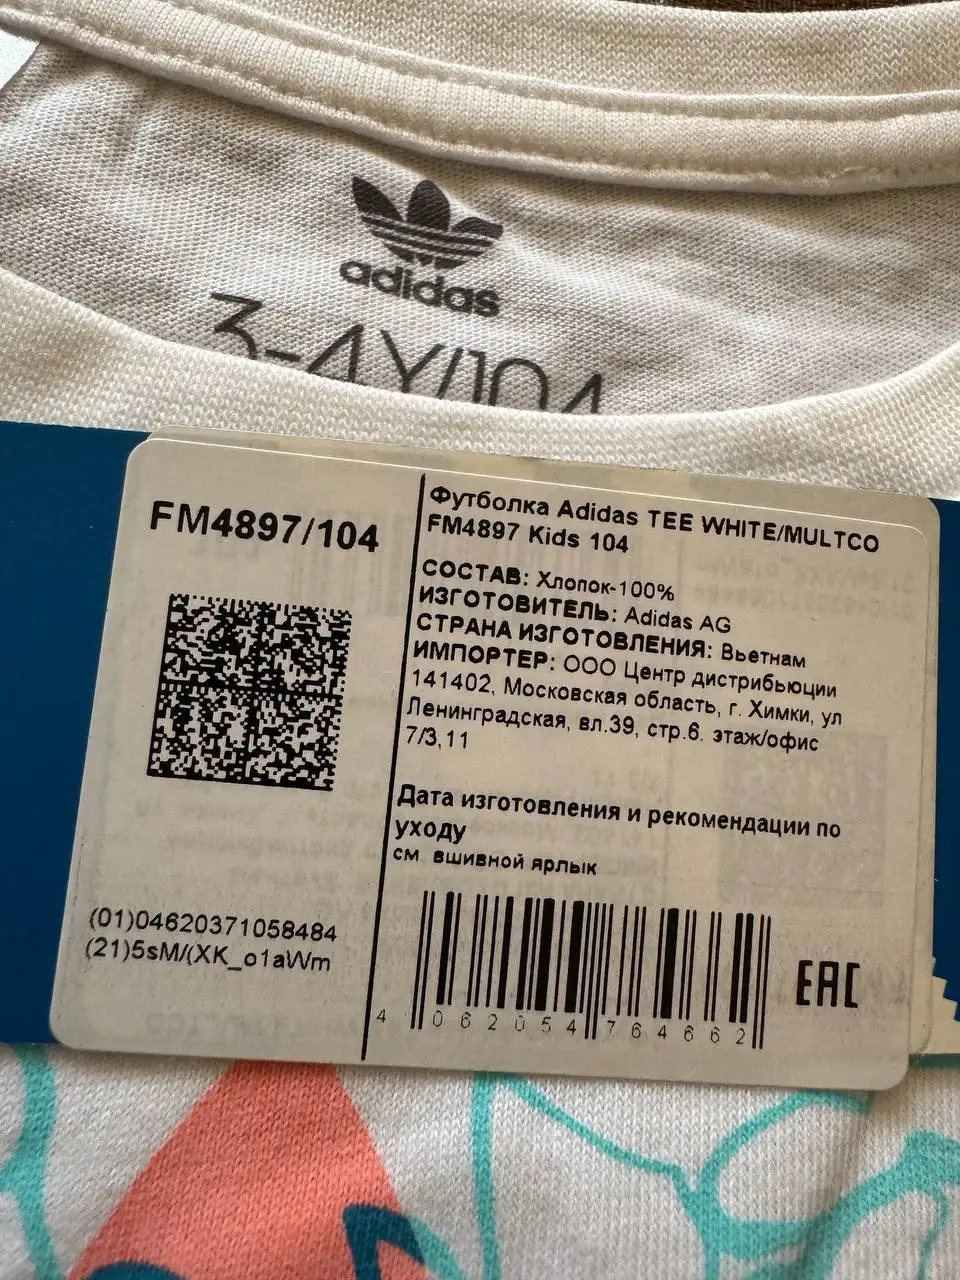 adidas
3-4Y/104
FM4897/104
(01)04620371058484
(21)5sM/(XK_o1aWm
Футболка Adidas TEE WHITE/MULTCO
FM4897 Kids 104
СОСТАВ: Хлопок-100%
ИЗГОТОВИТЕЛЬ: Adidas AG
СТРАНА ИЗГОТОВЛЕНИЯ: Вьетнам
ИМПОРТЕР: ООО Центр дистрибьюции
141402, Московская область, г. Химки, ул
Ленинградская, вл.39, стр.6. этаж/офис
7/3,11
Дата изготовления и рекомендации по
уходу
см. вшивной ярлык
4 062054 764662
EAC